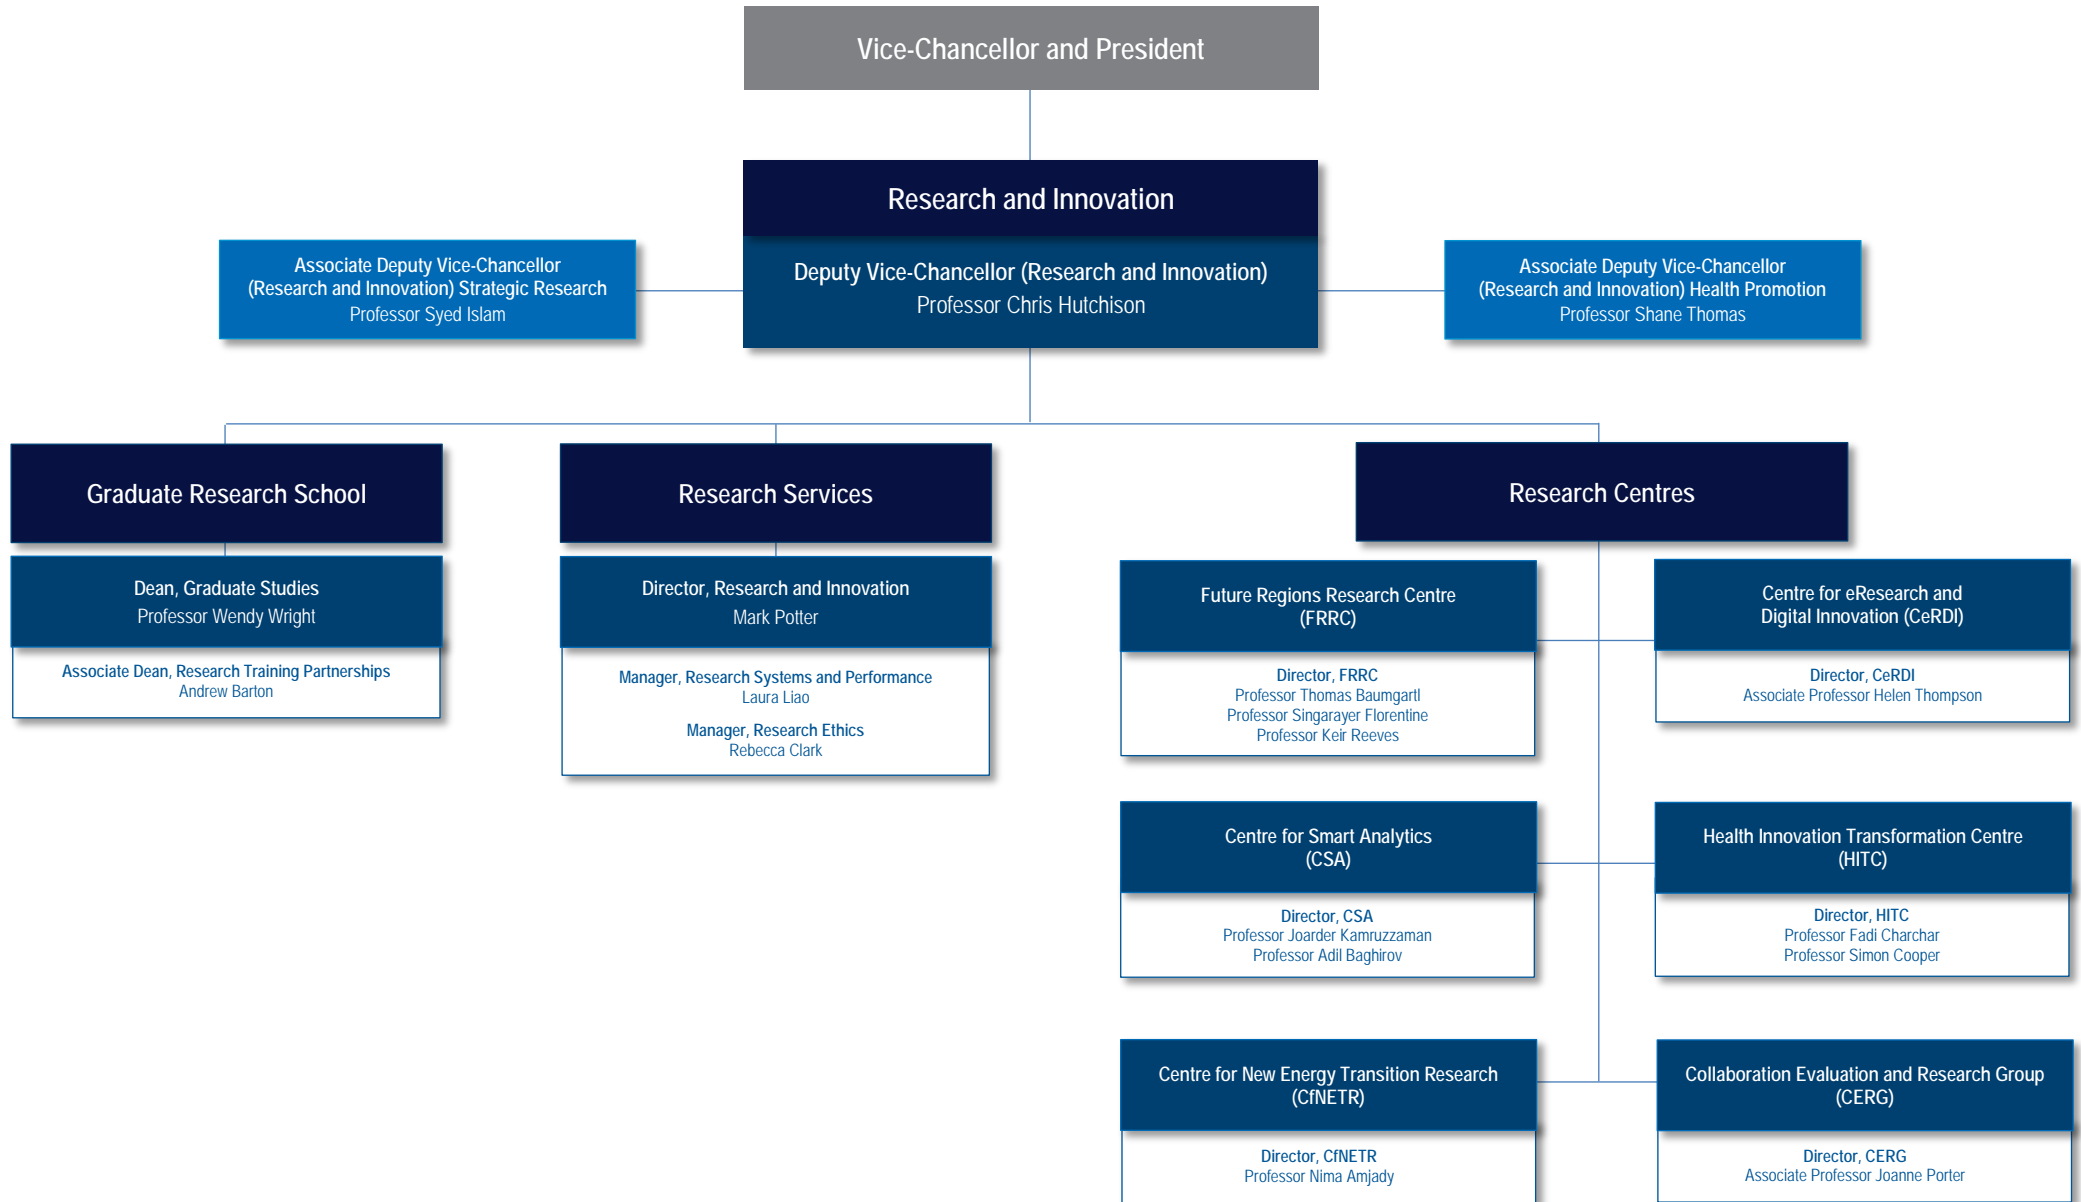 Vice-Chancellor and President
Research and Innovation
Deputy Vice-Chancellor (Research and Innovation)
Professor Chris Hutchison
Associate Deputy Vice-Chancellor
(Research and Innovation) Strategic Research
Professor Syed Islam
Associate Deputy Vice-Chancellor
(Research and Innovation) Health Promotion
Professor Shane Thomas
Graduate Research School
Dean, Graduate Studies
Professor Wendy Wright
Associate Dean, Research Training Partnerships
Andrew Barton
Research Services
Director, Research and Innovation
Mark Potter
Manager, Research Systems and Performance
Laura Liao
Manager, Research Ethics
Rebecca Clark
Research Centres
Future Regions Research Centre
(FRRC)
Director, FRRC
Professor Thomas Baumgartl
Professor Singarayer Florentine
Professor Keir Reeves
Centre for eResearch and
Digital Innovation (CeRDI)
Director, CeRDI
Associate Professor Helen Thompson
Centre for Smart Analytics
(CSA)
Director, CSA
Professor Joarder Kamruzzaman
Professor Adil Baghirov
Health Innovation Transformation Centre
(HITC)
Director, HITC
Professor Fadi Charchar
Professor Simon Cooper
Centre for New Energy Transition Research
(CfNETR)
Director, CfNETR
Professor Nima Amjady
Collaboration Evaluation and Research Group
(CERG)
Director, CERG
Associate Professor Joanne Porter